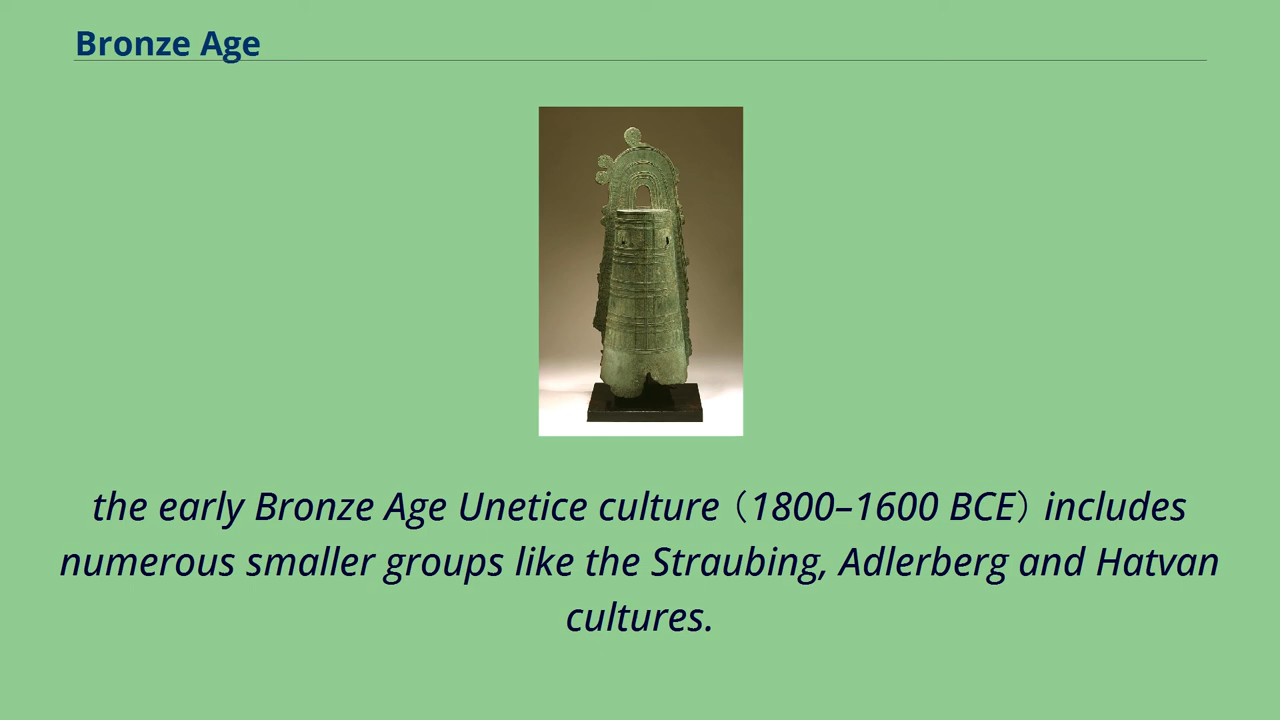 Bronze Age
the early Bronze Age Unetice culture（1800–1600 BCE）includes
numerous smaller groups like the Straubing, Adlerberg and Hatvan
cultures.